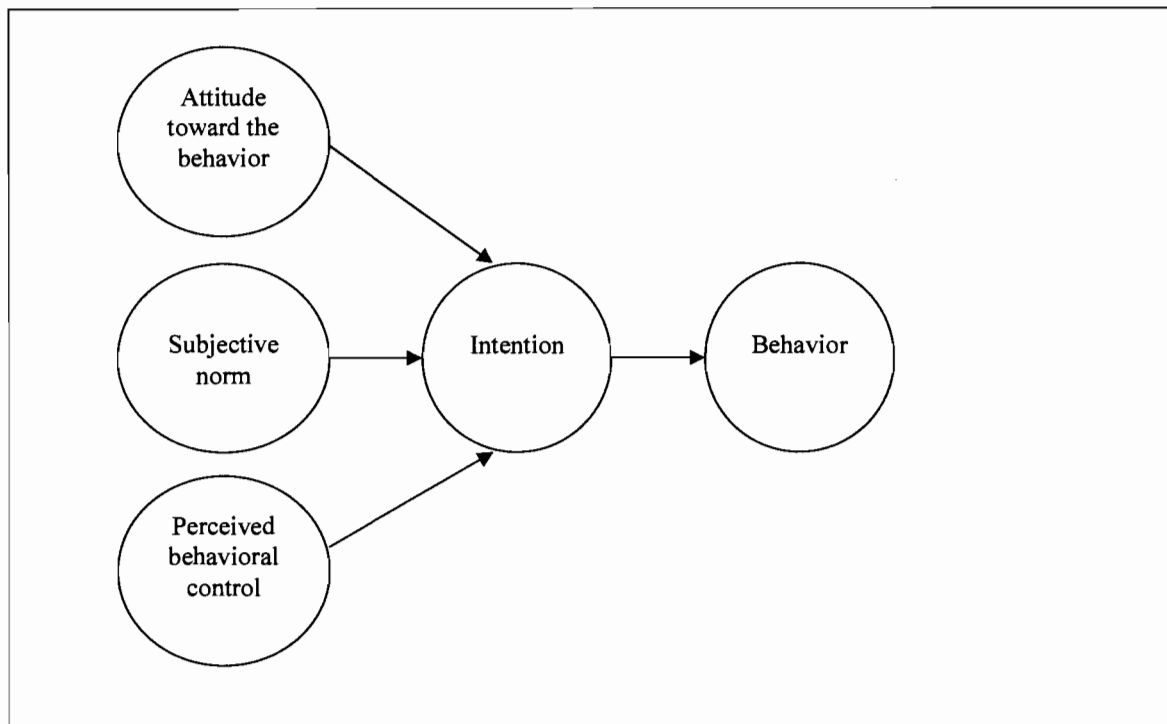 Attitude
toward the
behavior
Subjective
norm
Intention
Behavior
Perceived
behavioral
control